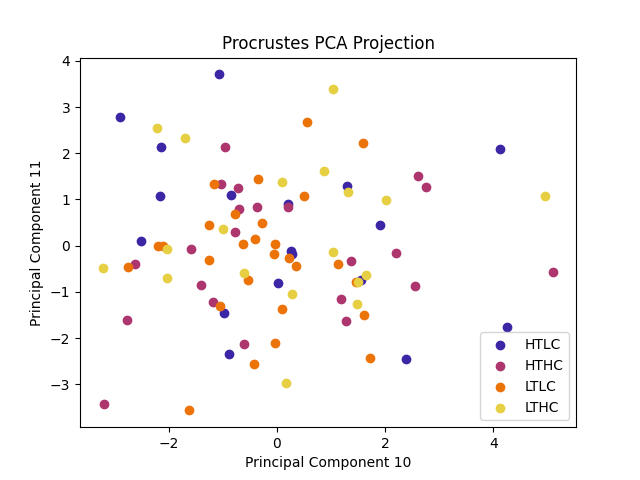 Procrustes PCA Projection
4
3
2
1
0
−1
−2
−3
Principal Component 11
−2
0
2
4
Principal Component 10
HTLC
HTHC
LTLC
LTHC